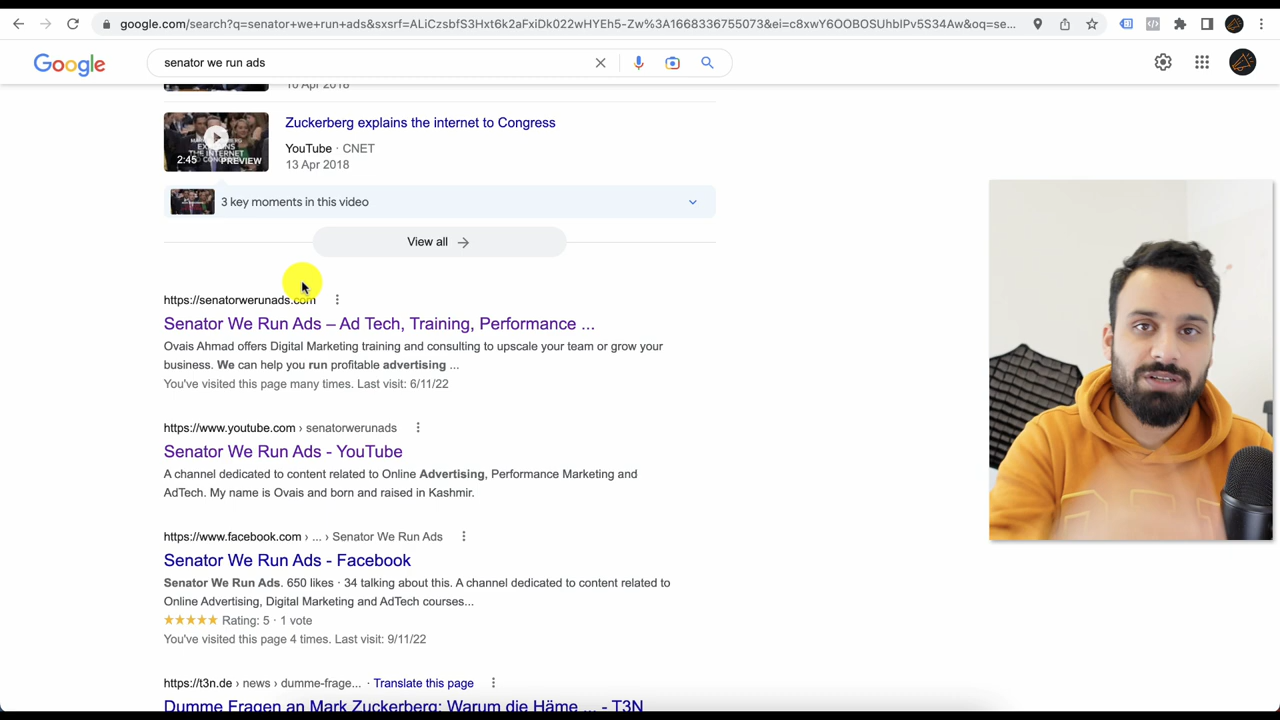 google.com/search?q=senator+we+run+ads&sxsrf=ALiCzsbfS3Hxt6k2aFxiDk022wHYEh5-Zw%3A1668336755073&ei=c8xwY6OOBOSUhbIPv5S34Aw&oq=se...
Google
senator we run ads
16 Apr 2018
Zuckerberg explains the internet to Congress
YouTube · CNET
2:45 PREVIEW
13 Apr 2018
3 key moments in this video
View all
https://senatorwerunads.com
Senator We Run Ads – Ad Tech, Training, Performance ...
Ovais Ahmad offers Digital Marketing training and consulting to upscale your team or grow your
business. We can help you run profitable advertising ...
You've visited this page many times. Last visit: 6/11/22
https://www.youtube.com › senatorwerunads
Senator We Run Ads - YouTube
A channel dedicated to content related to Online Advertising, Performance Marketing and
AdTech. My name is Ovais and born and raised in Kashmir.
https://www.facebook.com › ... › Senator We Run Ads
Senator We Run Ads - Facebook
Senator We Run Ads. 650 likes · 34 talking about this. A channel dedicated to content related to
Online Advertising, Digital Marketing and AdTech courses...
Rating: 5 · 1 vote
You've visited this page 4 times. Last visit: 9/11/22
https://t3n.de › news › dumme-frage... · Translate this page
Dumme Fragen an Mark Zuckerberg: Warum die Häme ... - T3N